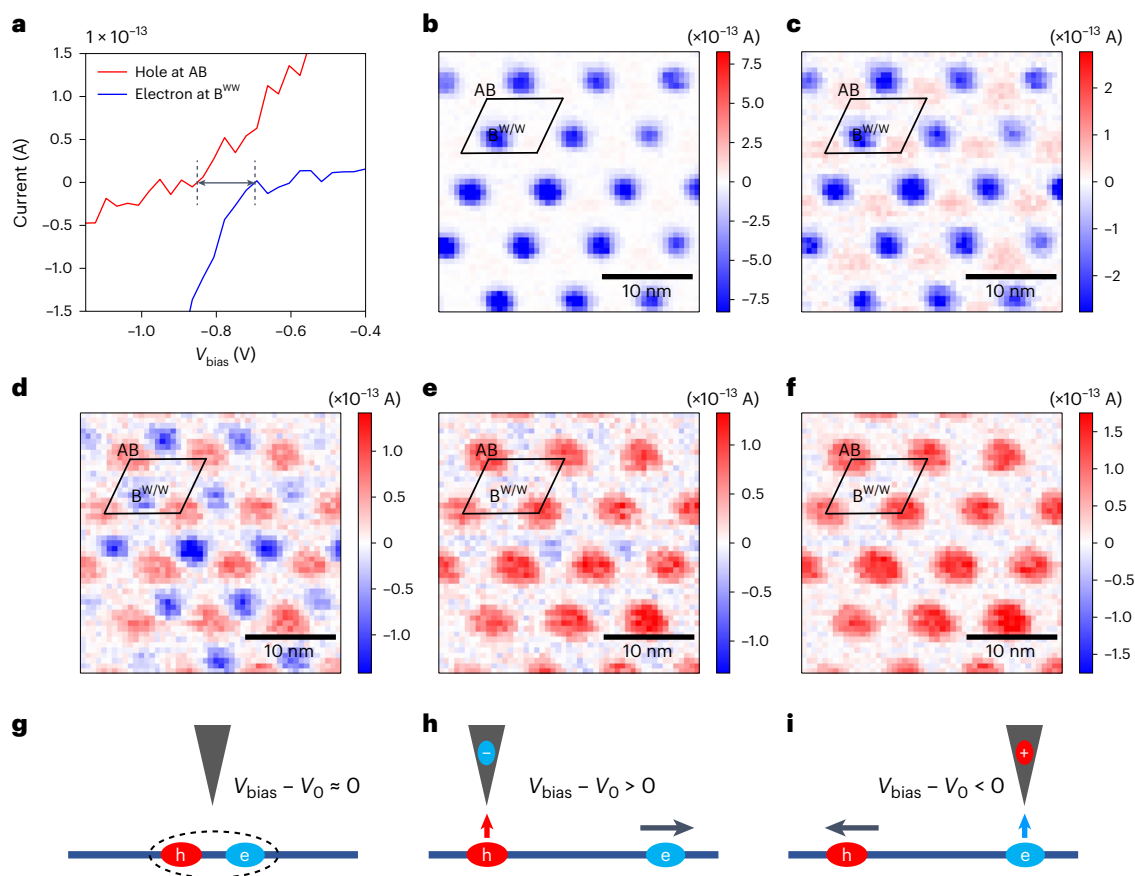 a
1 × 10⁻¹³
1.5
1.0
0.5
0
−0.5
−1.0
−1.5
Current (A)
Hole at AB
Electron at Bᵂᵂ
−1.0
−0.8
−0.6
−0.4
V_bias (V)
b
(×10⁻¹³ A)
AB
Bᵂ/ᵂ
10 nm
7.5
5.0
2.5
0
−2.5
−5.0
−7.5
c
(×10⁻¹³ A)
AB
Bᵂ/ᵂ
10 nm
2
1
0
−1
−2
d
(×10⁻¹³ A)
AB
Bᵂ/ᵂ
10 nm
1.0
0.5
0
−0.5
−1.0
e
(×10⁻¹³ A)
AB
Bᵂ/ᵂ
10 nm
1.0
0.5
0
−0.5
−1.0
f
(×10⁻¹³ A)
AB
Bᵂ/ᵂ
10 nm
1.5
1.0
0.5
0
−0.5
−1.0
−1.5
g
V_bias − V₀ ≈ 0
h
e
h
−
V_bias − V₀ > 0
h
e
i
+
V_bias − V₀ < 0
h
e